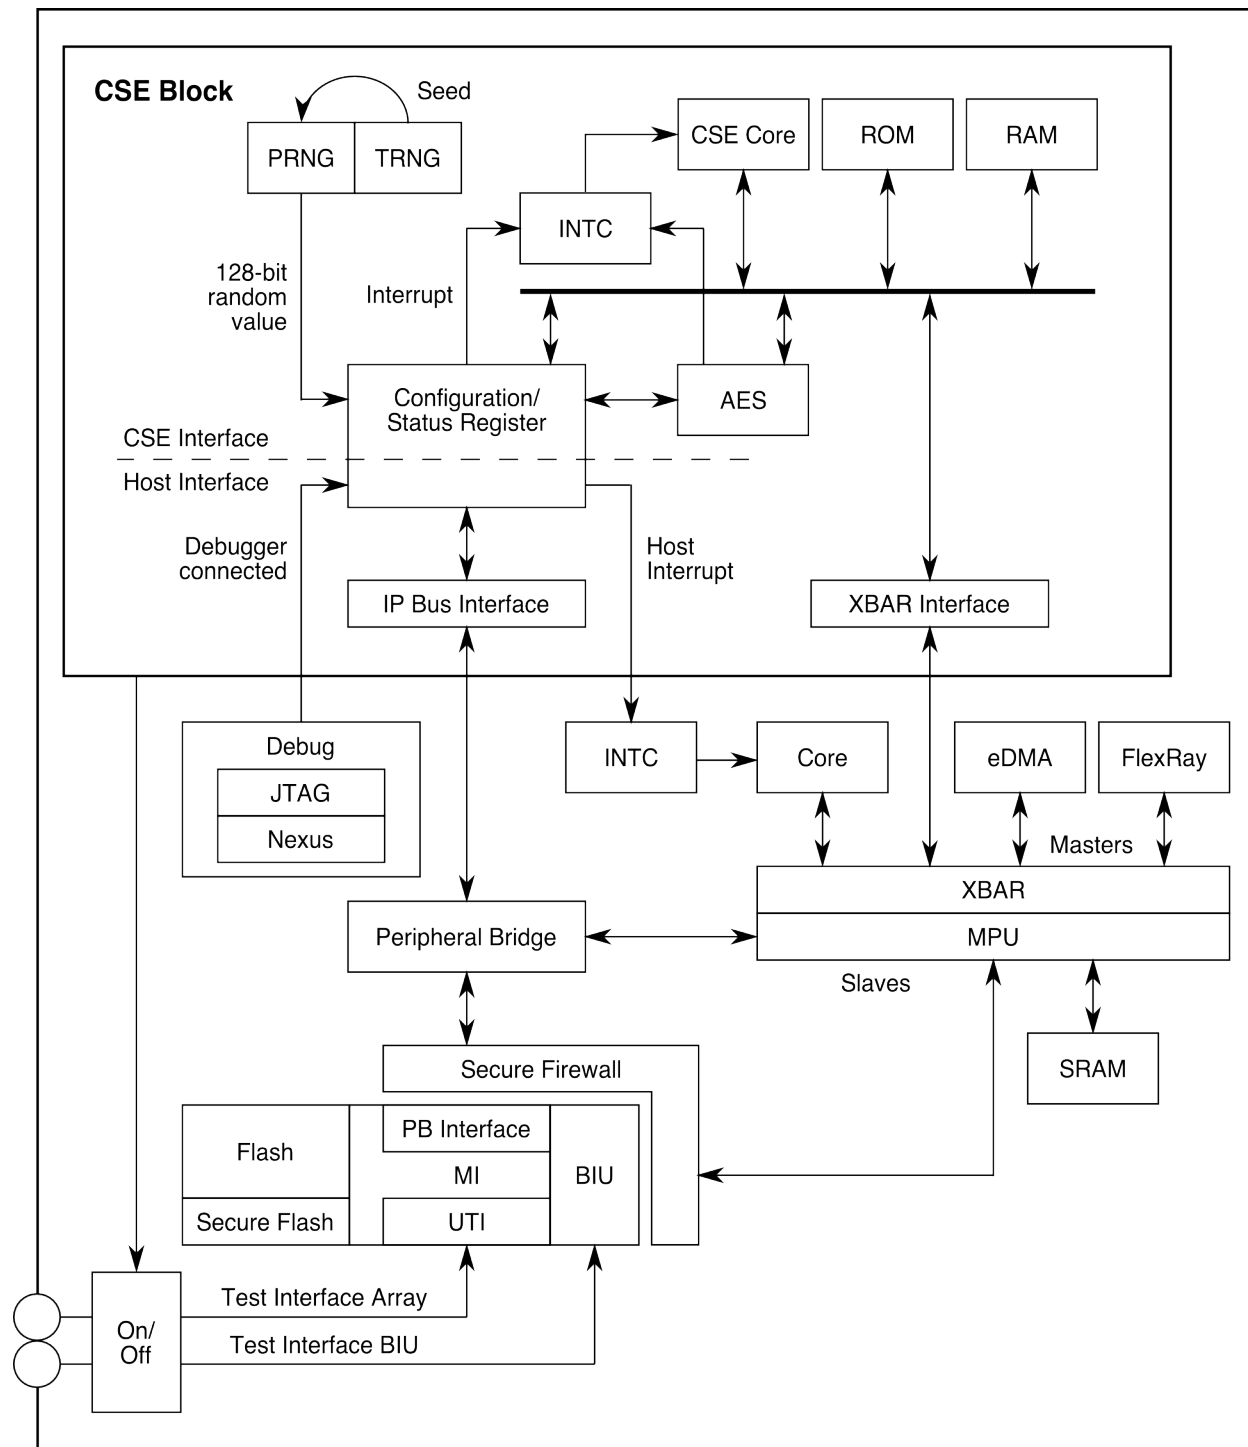 CSE Block
Seed
PRNG
TRNG
CSE Core
ROM
RAM
INTC
128-bit
random
value
Interrupt
Configuration/
Status Register
AES
CSE Interface
Host Interface
Debugger
connected
Host
Interrupt
IP Bus Interface
XBAR Interface
Debug
JTAG
Nexus
INTC
Core
eDMA
FlexRay
Masters
XBAR
MPU
Peripheral Bridge
Slaves
SRAM
Secure Firewall
Flash
PB Interface
MI
BIU
Secure Flash
UTI
Test Interface Array
On/
Off
Test Interface BIU